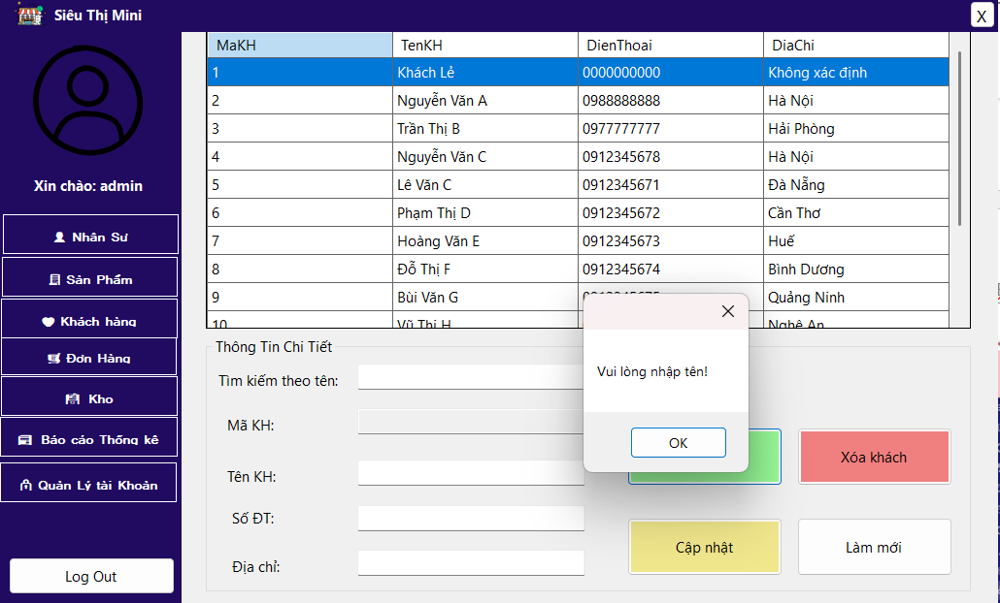 Siêu Thị Mini
X
Xin chào: admin
Nhân Sự
Sản Phẩm
Khách hàng
Đơn Hàng
Kho
Báo cáo Thống kê
Quản Lý tài Khoản
Log Out
MaKH TenKH DienThoai DiaChi
1 Khách Lẻ 0000000000 Không xác định
2 Nguyễn Văn A 0988888888 Hà Nội
3 Trần Thị B 0977777777 Hải Phòng
4 Nguyễn Văn C 0912345678 Hà Nội
5 Lê Văn C 0912345671 Đà Nẵng
6 Phạm Thị D 0912345672 Cần Thơ
7 Hoàng Văn E 0912345673 Huế
8 Đỗ Thị F 0912345674 Bình Dương
9 Bùi Văn G 0912345675 Quảng Ninh
10 Vũ Thị H Nghệ An
Thông Tin Chi Tiết
Tìm kiếm theo tên:
Mã KH:
Tên KH:
Số ĐT:
Địa chỉ:
Vui lòng nhập tên!
OK
Xóa khách
Cập nhật
Làm mới